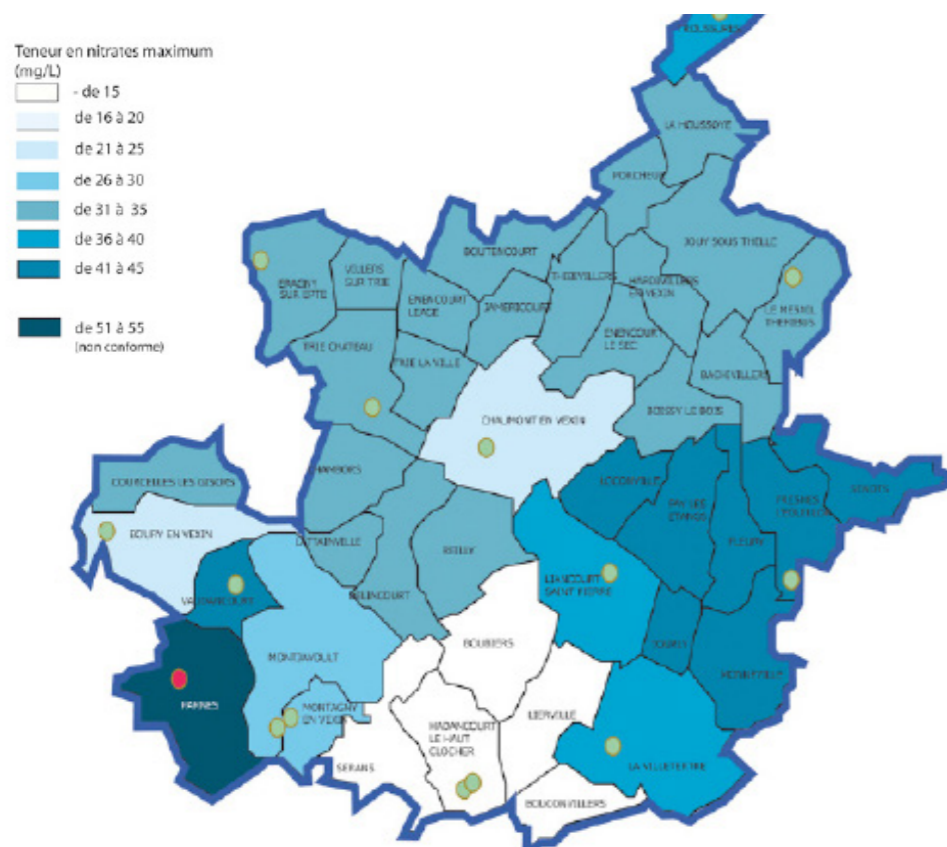 Teneur en nitrates maximum
(mg/L)
- de 15
de 16 à 20
de 21 à 25
de 26 à 30
de 31 à 35
de 36 à 40
de 41 à 45
de 51 à 55
(non conforme)
LA HOUSSOYE
PORCHEUX
JOUY SOUS THELLE
BOUTENCOURT
THIBIVILLERS
HARDIVILLERS
EN VEXIN
ERAGNY
SUR EPTE
VILLERS
SUR TRIE
ENENCOURT
LEAGE
JAMERICOURT
LE MESNIL
THERIBUS
ENENCOURT
LE SEC
TRIE CHATEAU
TRIE LA VILLE
BACHIVILLERS
BOISSY LE BOIS
CHAUMONT EN VEXIN
COURCELLES LES GISORS
LOCONVILLE
FAY LES
ETANGS
FRESNES
L'EGUILLON
BOURY EN VEXIN
LATTAINVILLE
REILLY
FLEURY
LIANCOURT
SAINT PIERRE
DELINCOURT
BOUBIERS
MONTJAVOULT
MONNEVILLE
PARNES
MONTAGNY
EN VEXIN
HADANCOURT
LE HAUT
CLOCHER
LIERVILLE
SERANS
LA VILLETERTRE
BOUCONVILLERS